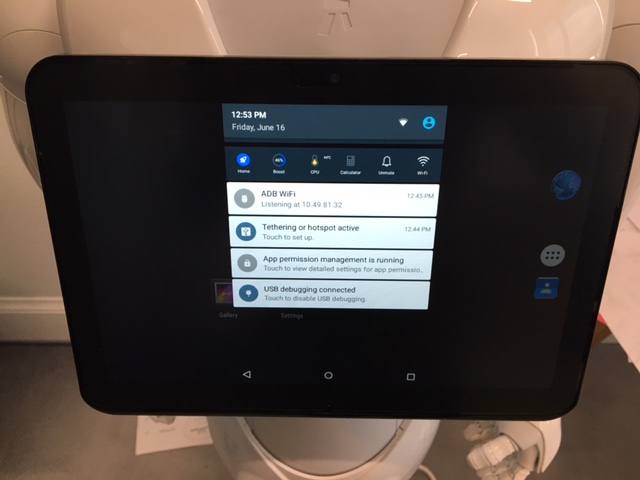 12:53 PM
Friday, June 16
46%
Home
Boost
CPU
Calculator
Unmute
Wi-Fi
ADB WiFi
12:45 PM
Listening at 10.49.81.32
Tethering or hotspot active
12:44 PM
Touch to set up.
App permission management is running
Touch to view detailed settings for app permissio..
USB debugging connected
Touch to disable USB debugging.
Gallery
Settings